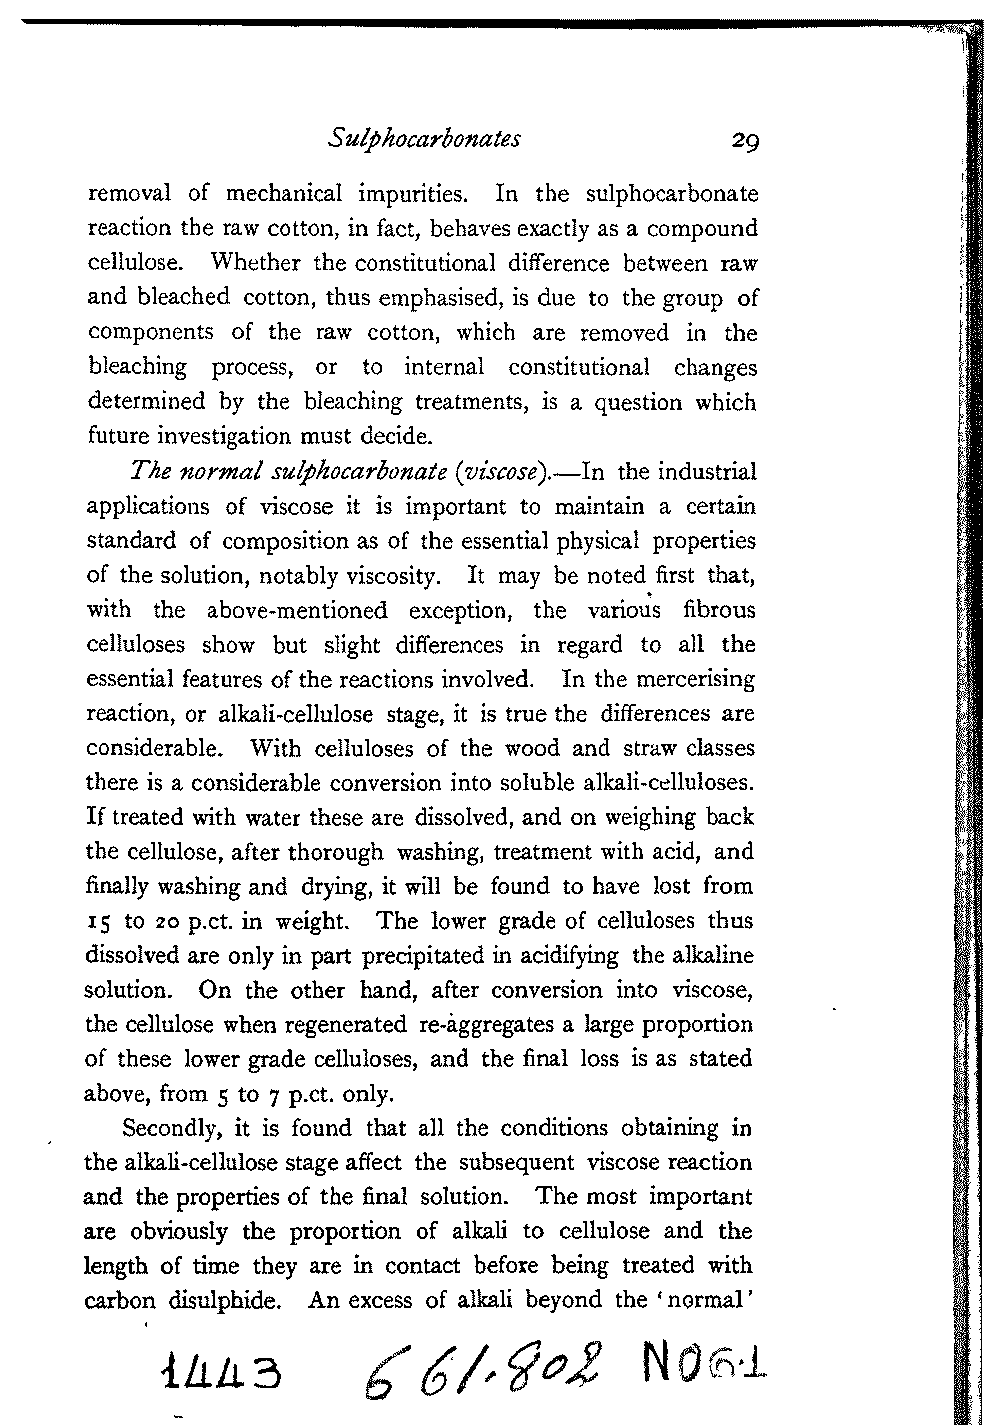 Sulphocarbonates 29
removal of mechanical impurities. In the sulphocarbonate
reaction the raw cotton, in fact, behaves exactly as a compound
cellulose. Whether the constitutional difference between raw
and bleached cotton, thus emphasised, is due to the group of
components of the raw cotton, which are removed in the
bleaching process, or to internal constitutional changes
determined by the bleaching treatments, is a question which
future investigation must decide.
The normal sulphocarbonate (viscose).—In the industrial
applications of viscose it is important to maintain a certain
standard of composition as of the essential physical properties
of the solution, notably viscosity. It may be noted first that,
with the above-mentioned exception, the various fibrous
celluloses show but slight differences in regard to all the
essential features of the reactions involved. In the mercerising
reaction, or alkali-cellulose stage, it is true the differences are
considerable. With celluloses of the wood and straw classes
there is a considerable conversion into soluble alkali-celluloses.
If treated with water these are dissolved, and on weighing back
the cellulose, after thorough washing, treatment with acid, and
finally washing and drying, it will be found to have lost from
15 to 20 p.ct. in weight. The lower grade of celluloses thus
dissolved are only in part precipitated in acidifying the alkaline
solution. On the other hand, after conversion into viscose,
the cellulose when regenerated re-aggregates a large proportion
of these lower grade celluloses, and the final loss is as stated
above, from 5 to 7 p.ct. only.
Secondly, it is found that all the conditions obtaining in
the alkali-cellulose stage affect the subsequent viscose reaction
and the properties of the final solution. The most important
are obviously the proportion of alkali to cellulose and the
length of time they are in contact before being treated with
carbon disulphide. An excess of alkali beyond the ‘normal’
1443 661.802 N06.1